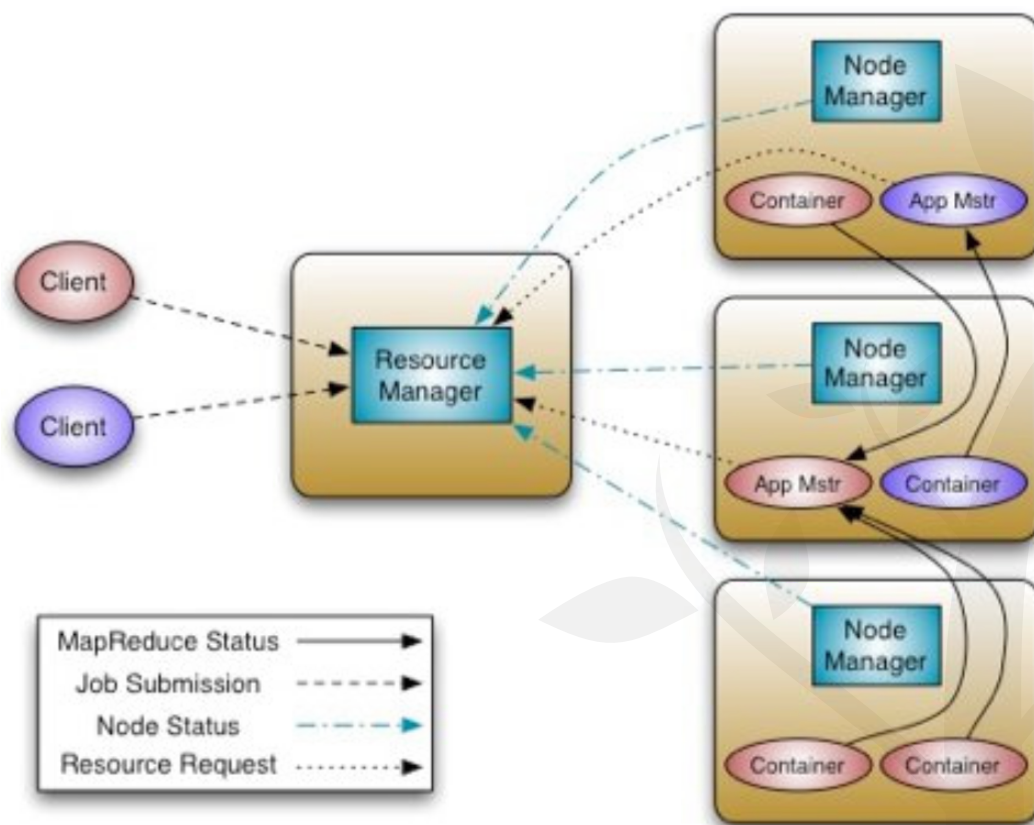 Node
Manager
Container
App Mstr
Client
Resource
Manager
Client
Node
Manager
App Mstr
Container
Node
Manager
Container
Container
MapReduce Status
Job Submission
Node Status
Resource Request